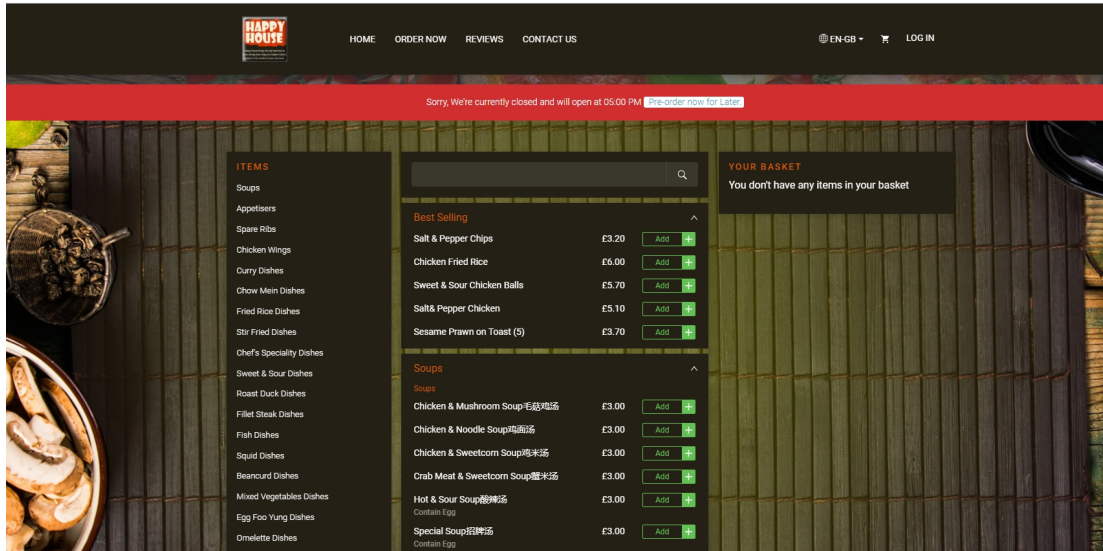 HAPPY
HOUSE
HOME ORDER NOW REVIEWS CONTACT US
EN-GB
LOG IN
Sorry, We're currently closed and will open at 05:00 PM Pre-order now for Later.
ITEMS
Soups
Appetisers
Spare Ribs
Chicken Wings
Curry Dishes
Chow Mein Dishes
Fried Rice Dishes
Stir Fried Dishes
Chef's Speciality Dishes
Sweet & Sour Dishes
Roast Duck Dishes
Fillet Steak Dishes
Fish Dishes
Squid Dishes
Beancurd Dishes
Mixed Vegetables Dishes
Egg Foo Yung Dishes
Omelette Dishes
Best Selling
Salt & Pepper Chips £3.20 Add +
Chicken Fried Rice £6.00 Add +
Sweet & Sour Chicken Balls £5.70 Add +
Salt& Pepper Chicken £5.10 Add +
Sesame Prawn on Toast (5) £3.70 Add +
Soups
Soups
Chicken & Mushroom Soup毛菇鸡汤 £3.00 Add +
Chicken & Noodle Soup鸡面汤 £3.00 Add +
Chicken & Sweetcorn Soup鸡米汤 £3.00 Add +
Crab Meat & Sweetcorn Soup蟹米汤 £3.00 Add +
Hot & Sour Soup酸辣汤 £3.00 Add +
Contain Egg
Special Soup招牌汤 £3.00 Add +
Contain Egg
YOUR BASKET
You don't have any items in your basket